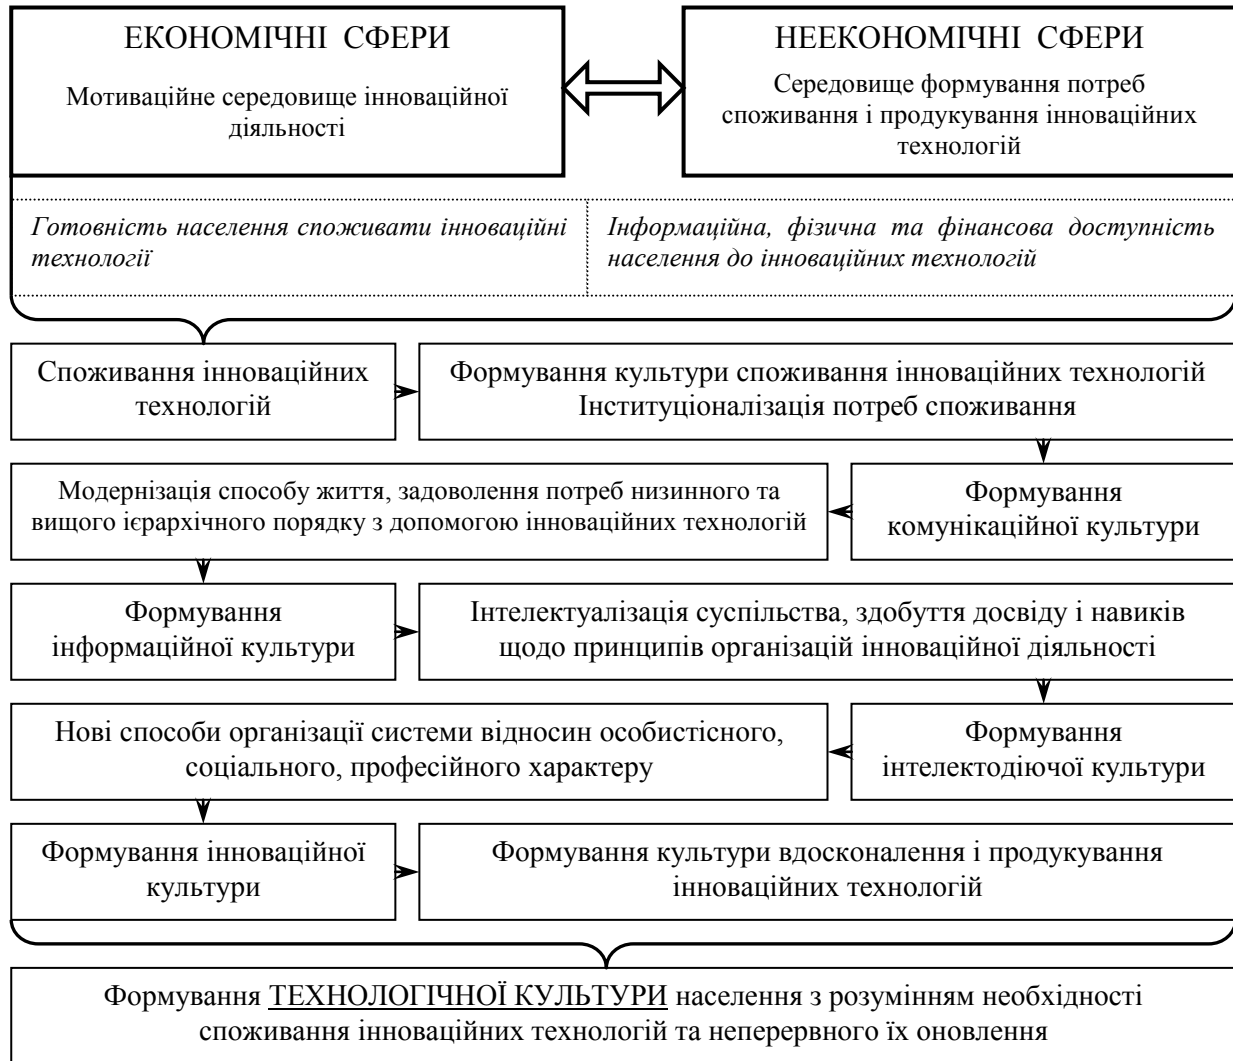 ЕКОНОМІЧНІ СФЕРИ
Мотиваційне середовище інноваційної
діяльності
НЕЕКОНОМІЧНІ СФЕРИ
Середовище формування потреб
споживання і продукування інноваційних
технологій
Готовність населення споживати інноваційні
технології
Інформаційна, фізична та фінансова доступність
населення до інноваційних технологій
Споживання інноваційних
технологій
Формування культури споживання інноваційних технологій
Інституціоналізація потреб споживання
Формування
комунікаційної культури
Модернізація способу життя, задоволення потреб низинного та
вищого ієрархічного порядку з допомогою інноваційних технологій
Формування
інформаційної культури
Інтелектуалізація суспільства, здобуття досвіду і навиків
щодо принципів організацій інноваційної діяльності
Формування
інтелектодіючої культури
Нові способи організації системи відносин особистісного,
соціального, професійного характеру
Формування інноваційної
культури
Формування культури вдосконалення і продукування
інноваційних технологій
Формування ТЕХНОЛОГІЧНОЇ КУЛЬТУРИ населення з розумінням необхідності
споживання інноваційних технологій та неперервного їх оновлення